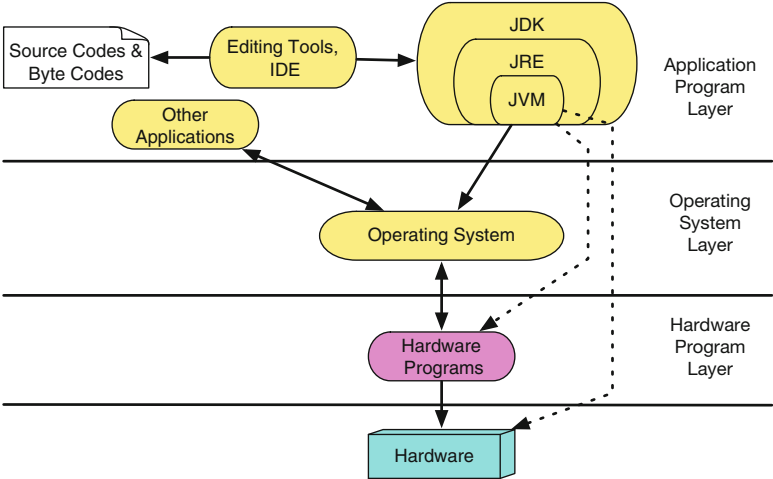 Source Codes &
Byte Codes
Editing Tools,
IDE
JDK
JRE
JVM
Application
Program
Layer
Other
Applications
Operating System
Operating
System
Layer
Hardware
Programs
Hardware
Program
Layer
Hardware